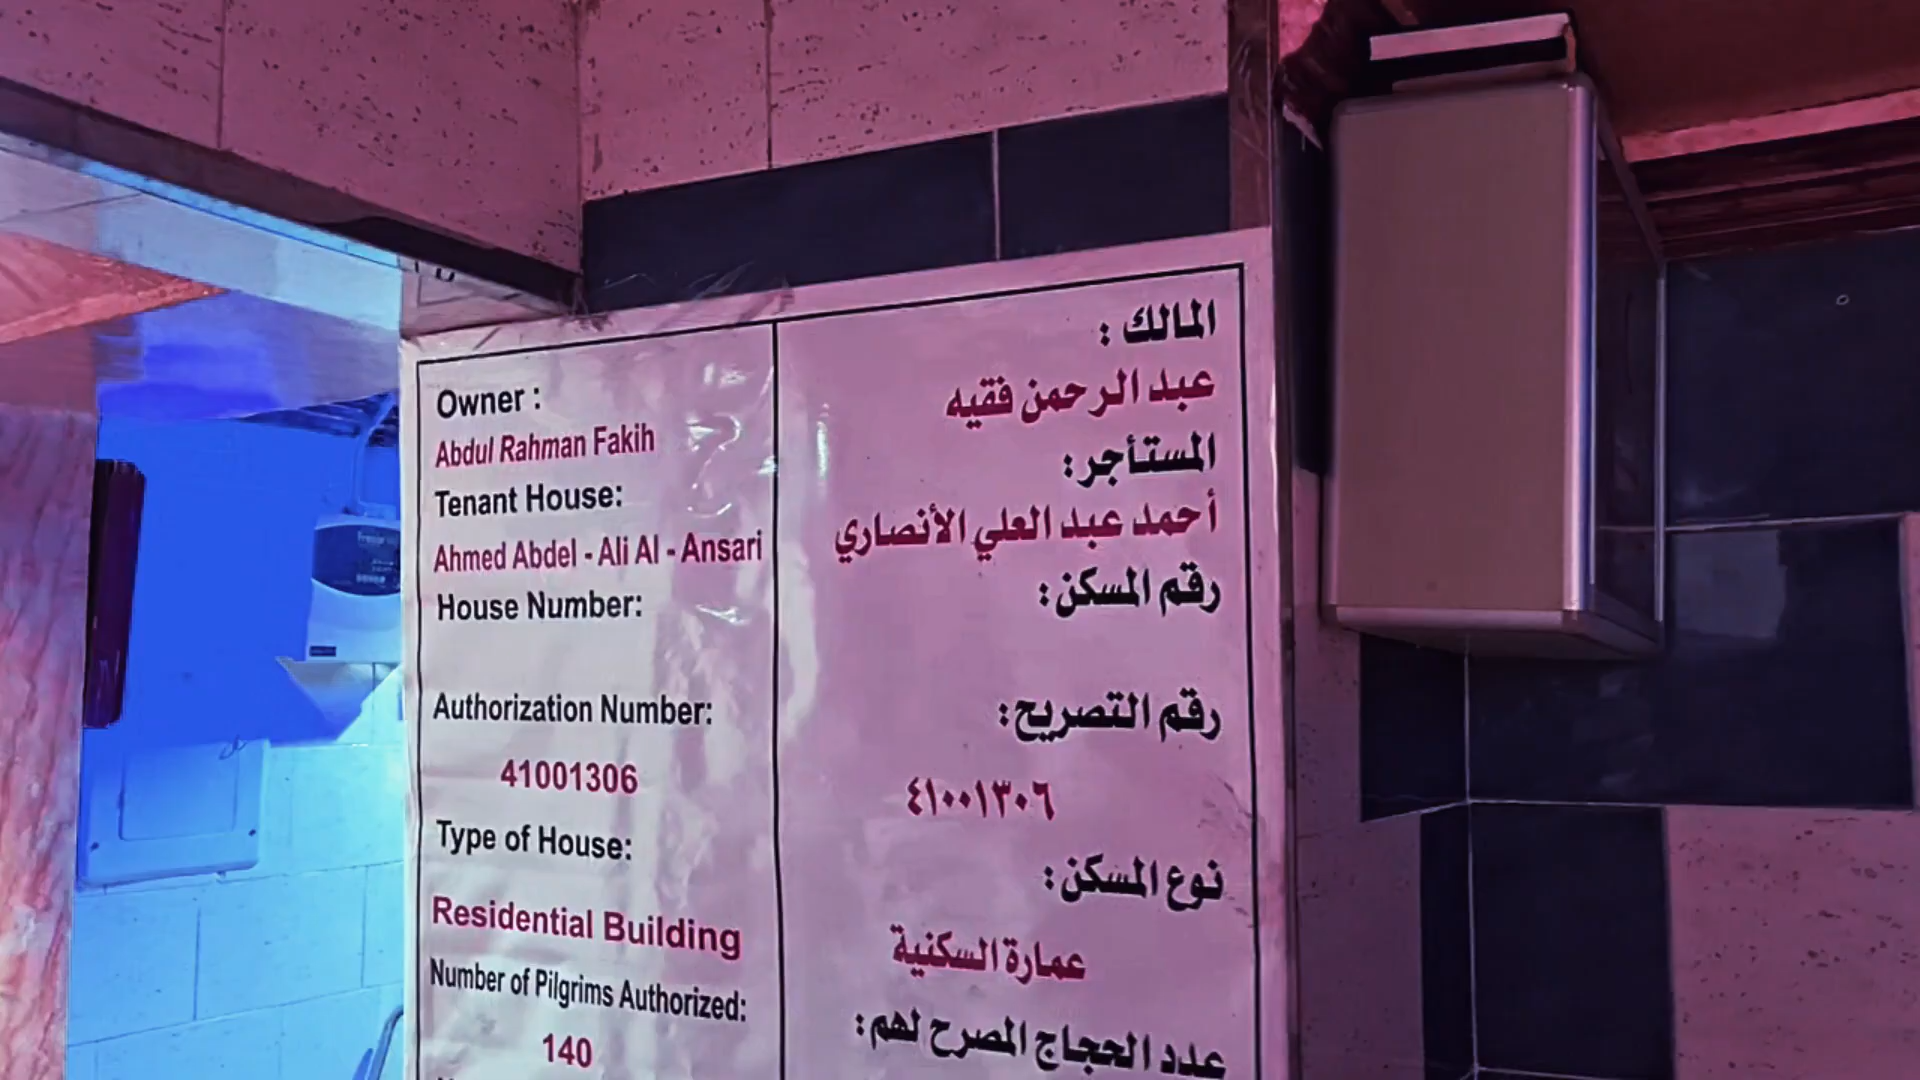 Owner :
Abdul Rahman Fakih
Tenant House:
Ahmed Abdel - Ali Al - Ansari
House Number:
Authorization Number:
41001306
Type of House:
Residential Building
Number of Pilgrims Authorized:
140
المالك :
عبد الرحمن فقيه
المستأجر:
أحمد عبد العلي الأنصاري
رقم المسكن:
رقم التصريح:
٤١٠٠١٣٠٦
نوع المسكن:
عمارة السكنية
عدد الحجاج المصرح لهم: